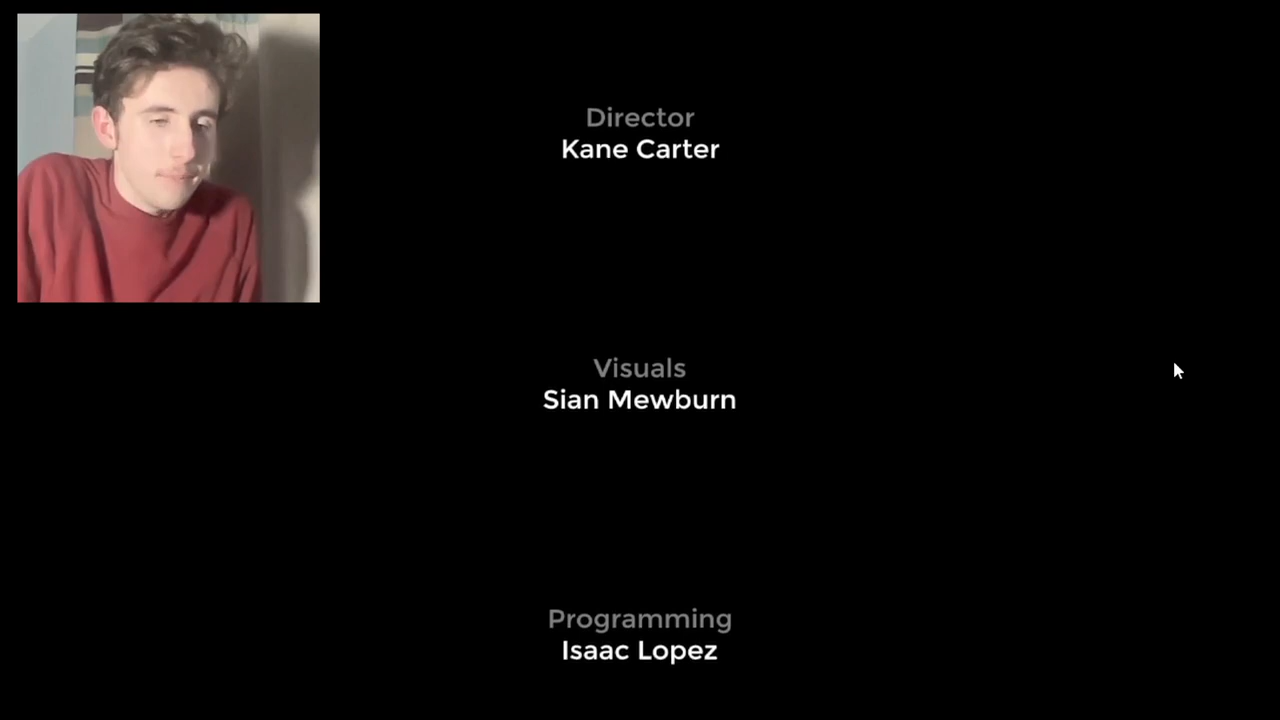 Director
Kane Carter
Visuals
Sian Mewburn
Programming
Isaac Lopez